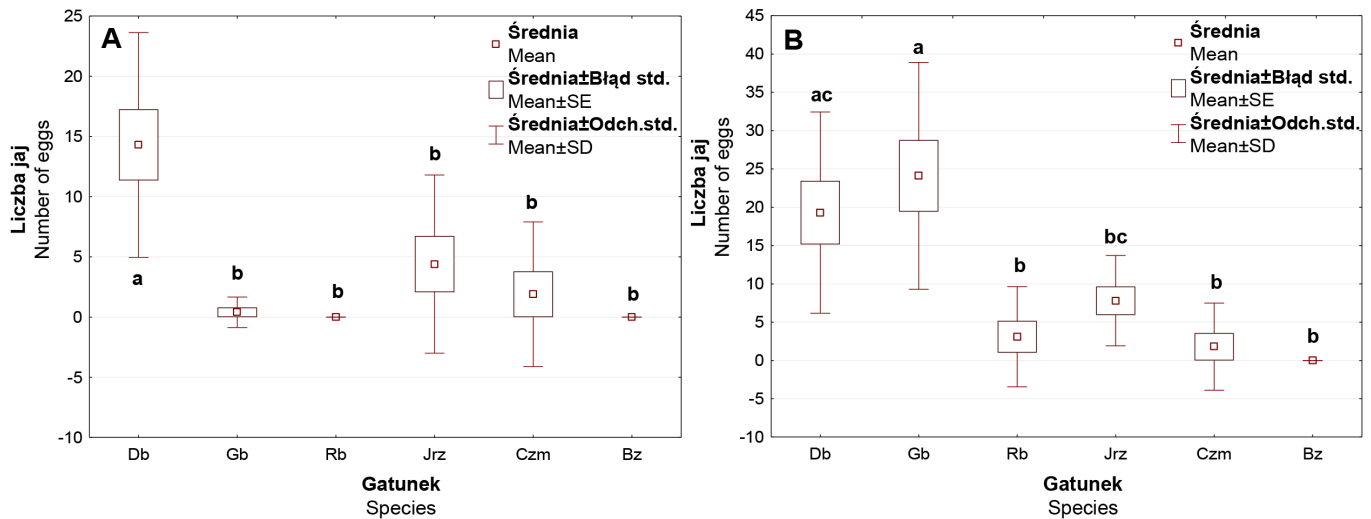 A
Średnia
Mean
Średnia±Błąd std.
Mean±SE
Średnia±Odch.std.
Mean±SD
25
20
15
10
5
0
-5
-10
Liczba jaj
Number of eggs
a
b
b
b
b
b
Db
Gb
Rb
Jrz
Czm
Bz
Gatunek
Species
B
Średnia
Mean
Średnia±Błąd std.
Mean±SE
Średnia±Odch.std.
Mean±SD
45
40
35
30
25
20
15
10
5
0
-5
-10
Liczba jaj
Number of eggs
ac
a
b
bc
b
b
Db
Gb
Rb
Jrz
Czm
Bz
Gatunek
Species